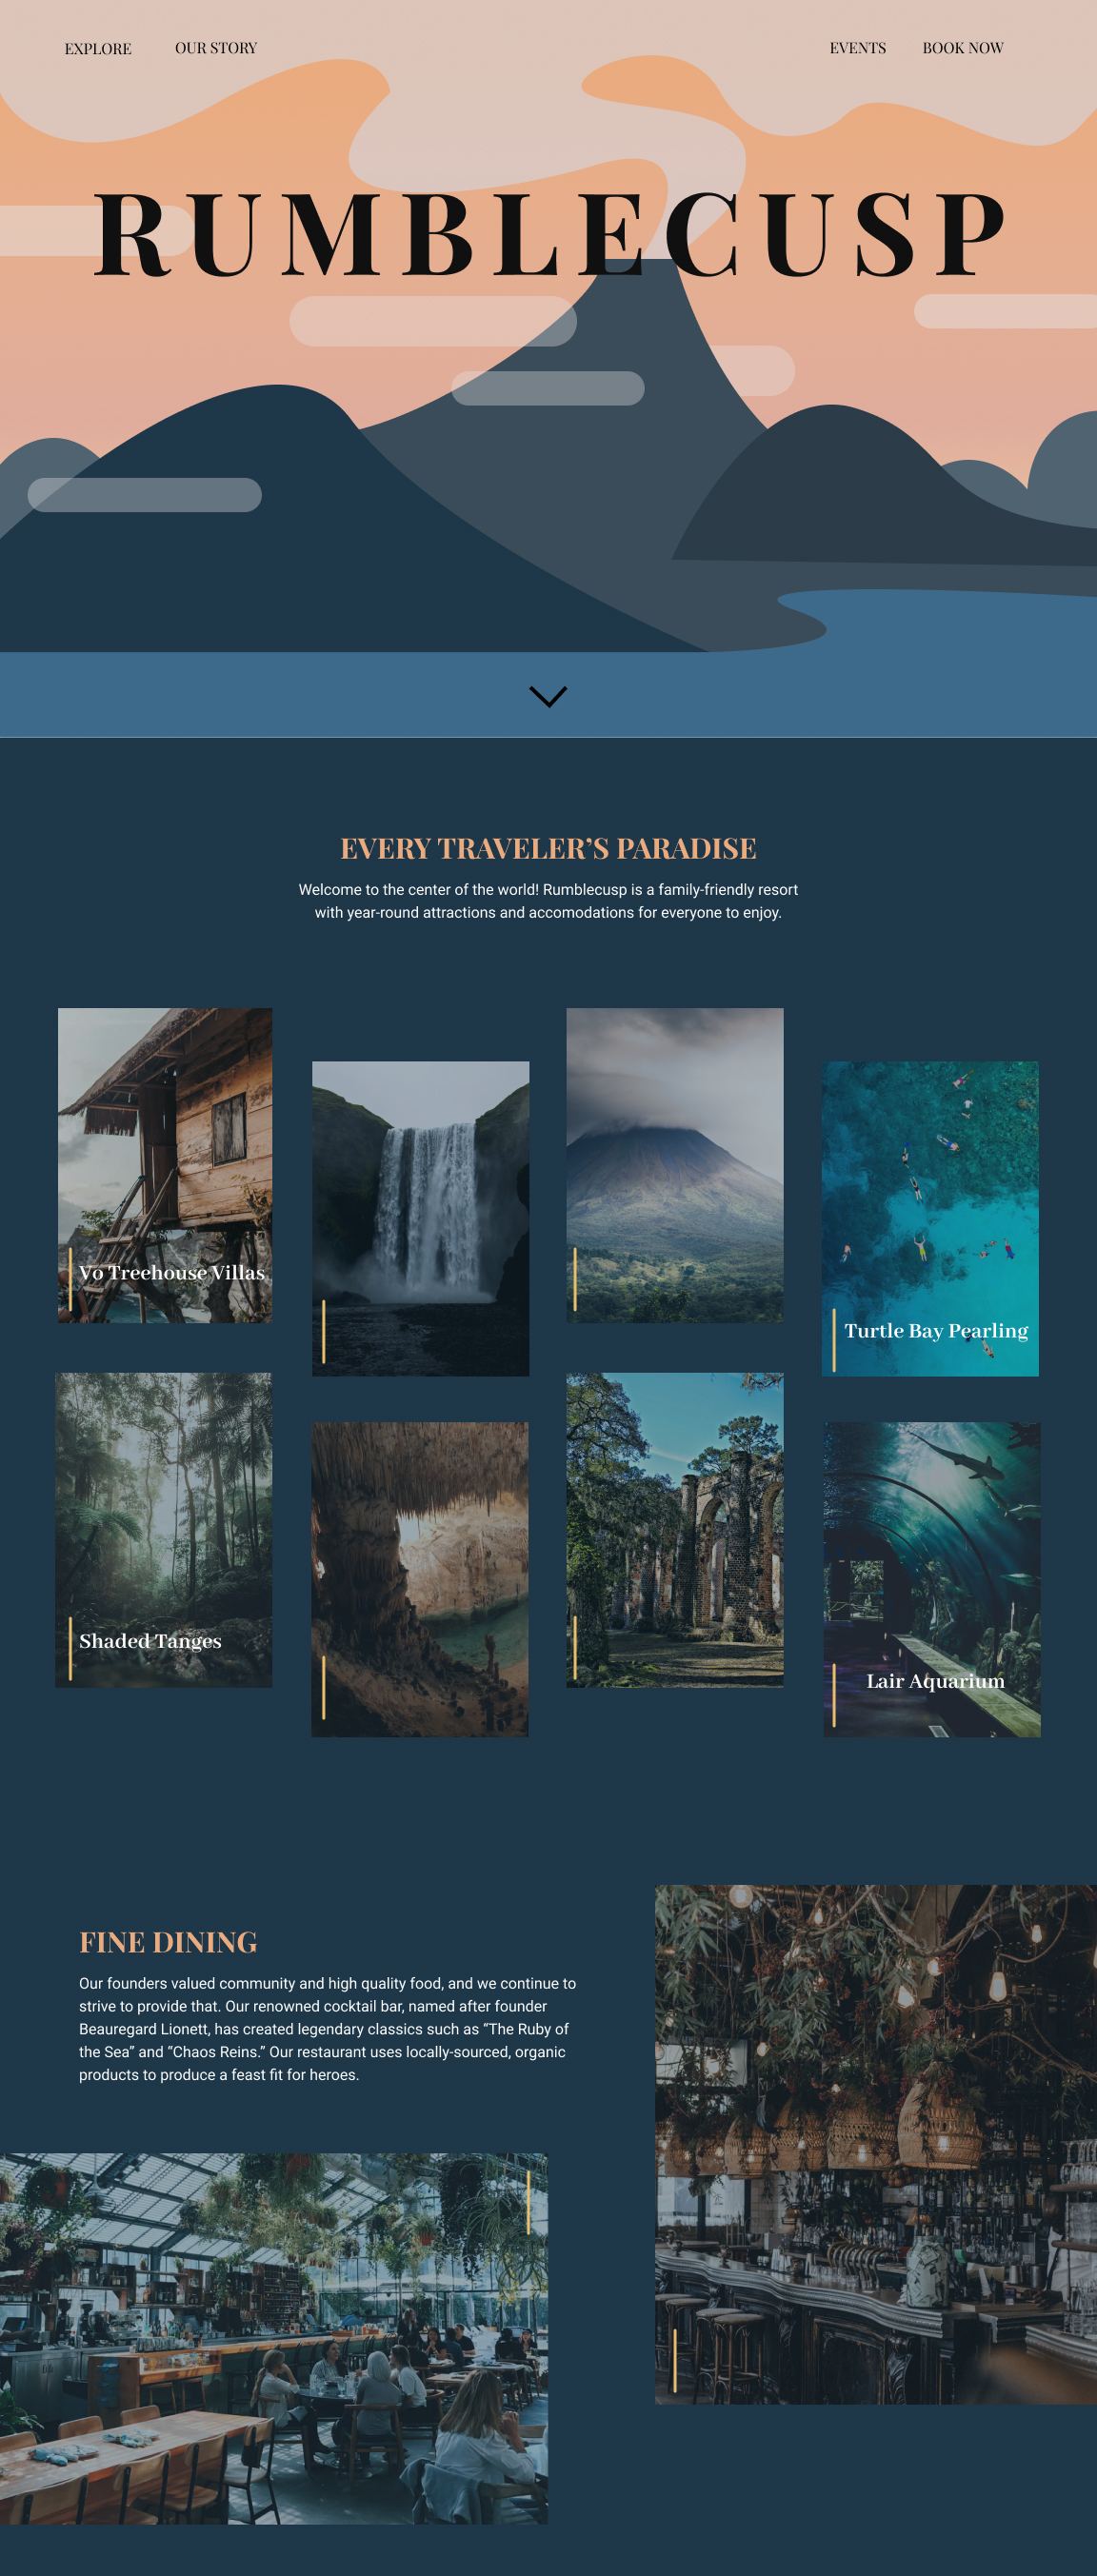 EXPLORE
OUR STORY
EVENTS
BOOK NOW
RUMBLECUSP
EVERY TRAVELER’S PARADISE
Welcome to the center of the world! Rumblecusp is a family-friendly resort
with year-round attractions and accomodations for everyone to enjoy.
Vo Treehouse Villas
Turtle Bay Pearling
Shaded Tanges
Lair Aquarium
FINE DINING
Our founders valued community and high quality food, and we continue to
strive to provide that. Our renowned cocktail bar, named after founder
Beauregard Lionett, has created legendary classics such as “The Ruby of
the Sea” and “Chaos Reins.” Our restaurant uses locally-sourced, organic
products to produce a feast fit for heroes.